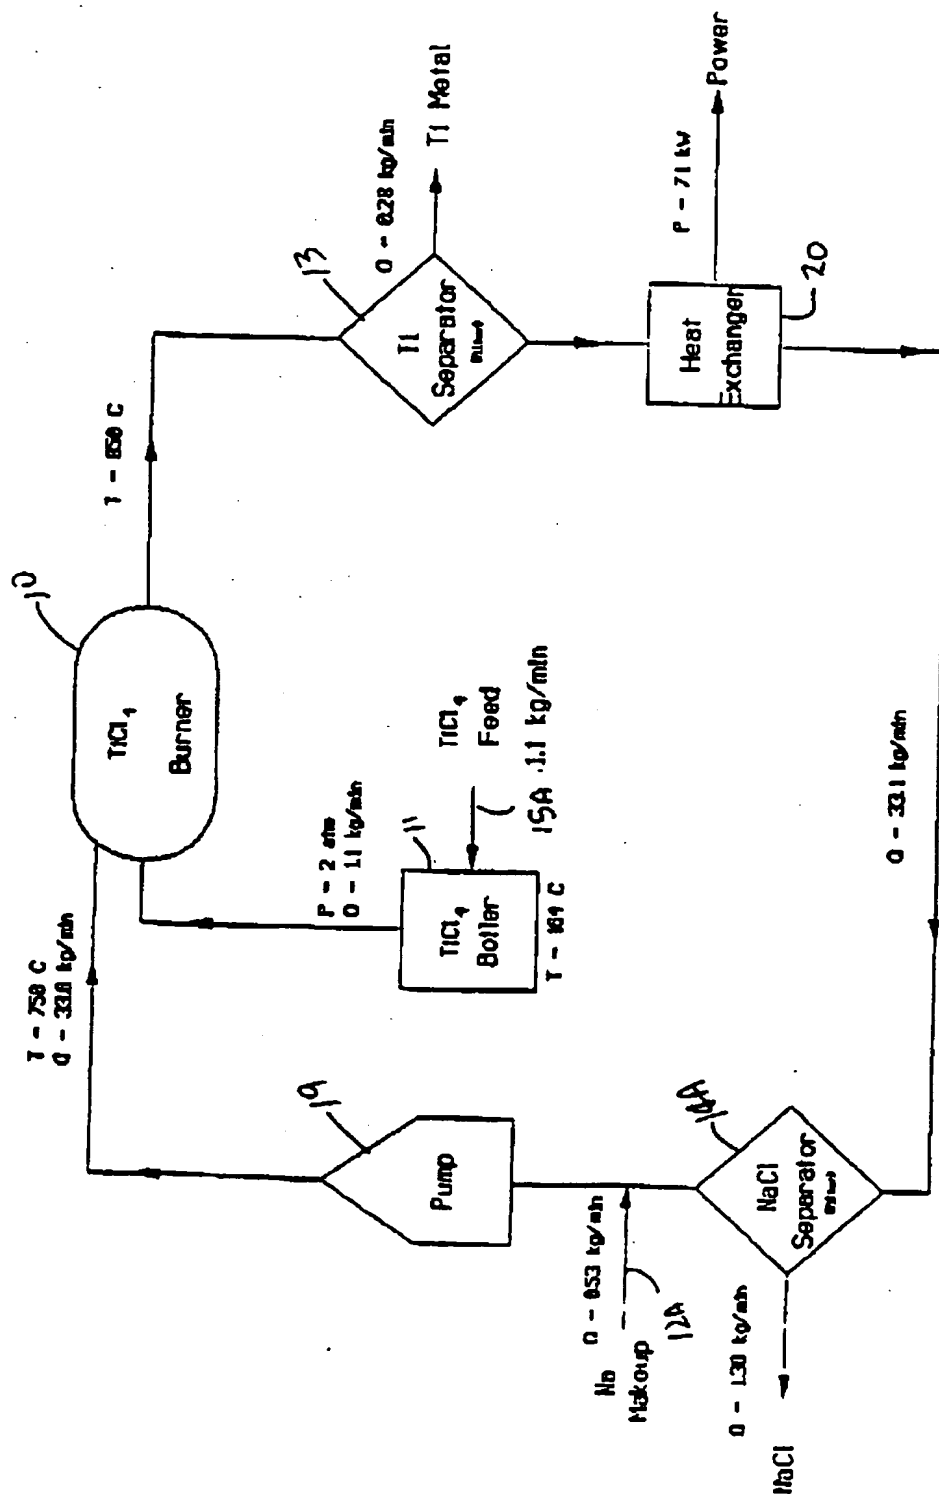 TiCl4
Burner
10
T = 850 C
13
Ti
Separator
Q = 0.28 kg/min
Ti Metal
Heat
Exchanger
20
P = 71 kw
Power
T = 750 C
Q = 33.8 kg/min
P = 2 atm
Q = 1.1 kg/min
11
TiCl4
Boiler
T = 164 C
TiCl4
Feed
15A 1.1 kg/min
19
Pump
Q = 0.53 kg/min
Na
Makeup
12A
14A
NaCl
Separator
Q = 1.30 kg/min
NaCl
Q = 33.1 kg/min